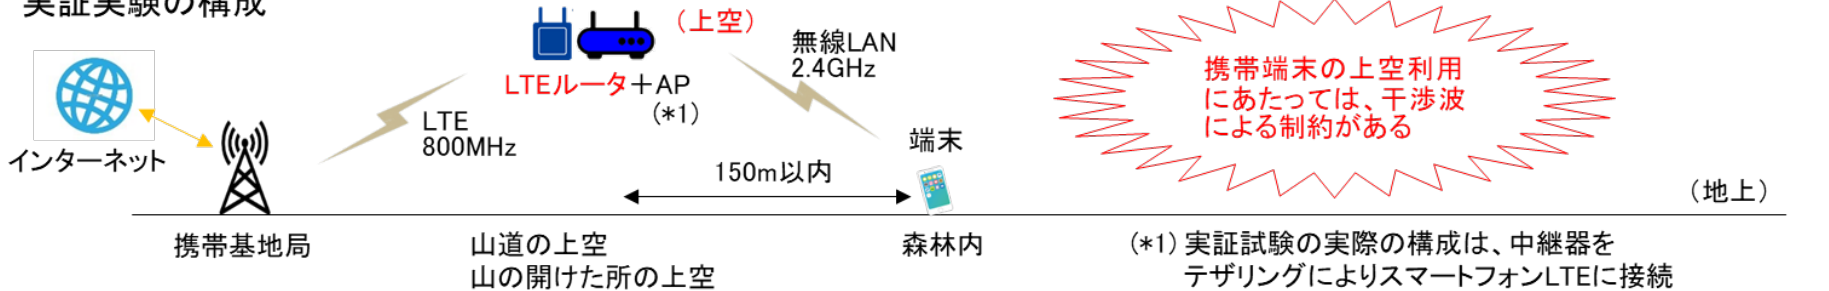 実証実験の構成
(上空)
無線LAN
2.4GHz
LTEルータ+AP
(*1)
LTE
800MHz
インターネット
端末
150m以内
携帯端末の上空利用
にあたっては、干渉波
による制約がある
(地上)
携帯基地局
山道の上空
山の開けた所の上空
森林内
(*1) 実証試験の実際の構成は、中継器を
テザリングによりスマートフォンLTEに接続